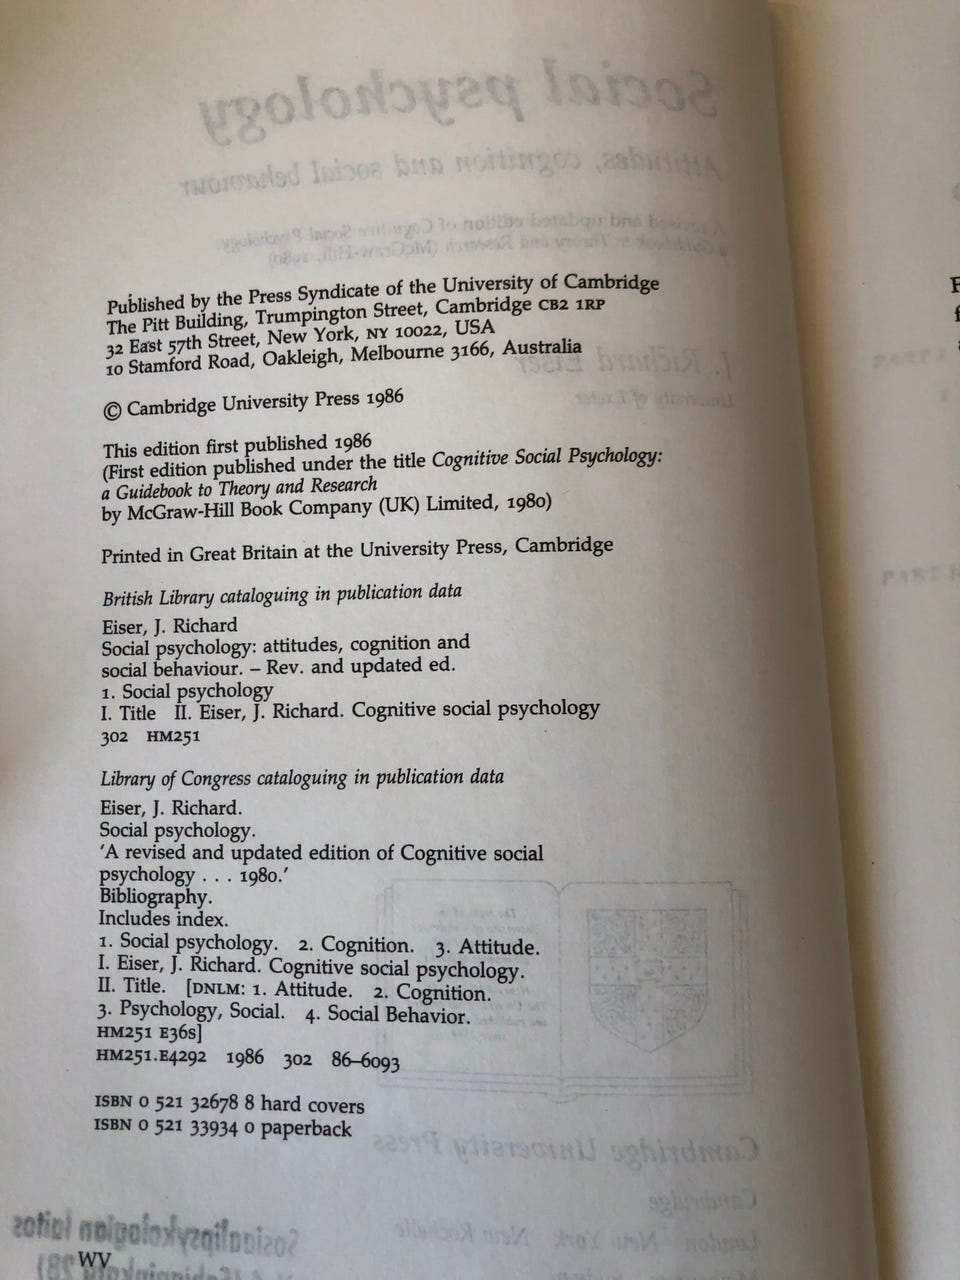 Published by the Press Syndicate of the University of Cambridge
The Pitt Building, Trumpington Street, Cambridge CB2 1RP
32 East 57th Street, New York, NY 10022, USA
10 Stamford Road, Oakleigh, Melbourne 3166, Australia
© Cambridge University Press 1986
This edition first published 1986
(First edition published under the title Cognitive Social Psychology:
a Guidebook to Theory and Research
by McGraw-Hill Book Company (UK) Limited, 1980)
Printed in Great Britain at the University Press, Cambridge
British Library cataloguing in publication data
Eiser, J. Richard
Social psychology: attitudes, cognition and
social behaviour. – Rev. and updated ed.
1. Social psychology
I. Title II. Eiser, J. Richard. Cognitive social psychology
302 HM251
Library of Congress cataloguing in publication data
Eiser, J. Richard.
Social psychology.
‘A revised and updated edition of Cognitive social
psychology . . . 1980.’
Bibliography.
Includes index.
1. Social psychology. 2. Cognition. 3. Attitude.
I. Eiser, J. Richard. Cognitive social psychology.
II. Title. [DNLM: 1. Attitude. 2. Cognition.
3. Psychology, Social. 4. Social Behavior.
HM251 E36s]
HM251.E4292 1986 302 86–6093
ISBN 0 521 32678 8 hard covers
ISBN 0 521 33934 0 paperback
WV